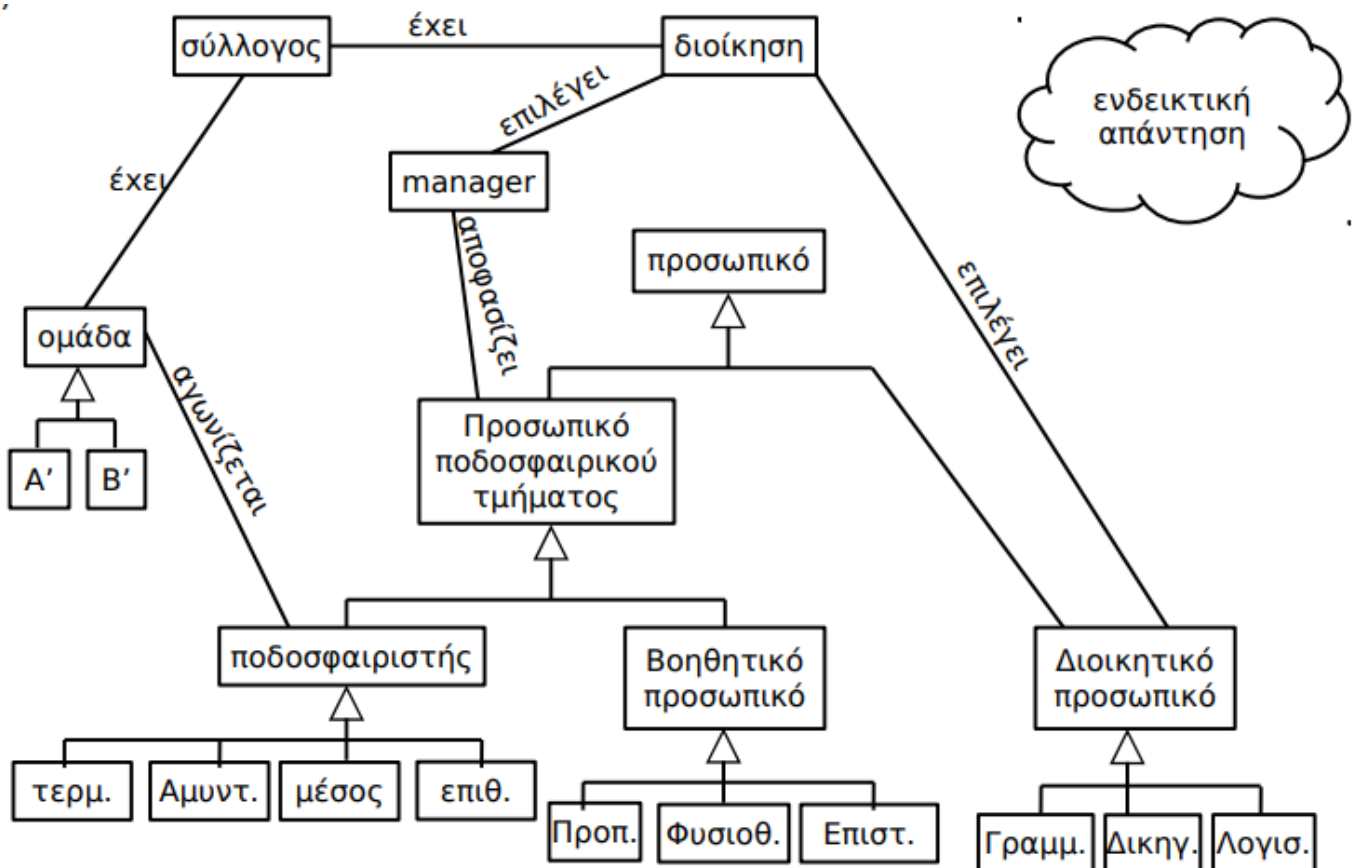 έχει
σύλλογος
διοίκηση
ενδεικτική
απάντηση
επιλέγει
έχει
manager
αποφασίζει
προσωπικό
επιλέγει
ομάδα
αγωνίζεται
Α’
Β’
Προσωπικό
ποδοσφαιρικού
τμήματος
ποδοσφαιριστής
Βοηθητικό
προσωπικό
Διοικητικό
προσωπικό
τερμ.
Αμυντ.
μέσος
επιθ.
Προπ.
Φυσιοθ.
Επιστ.
Γραμμ.
Δικηγ.
Λογισ.